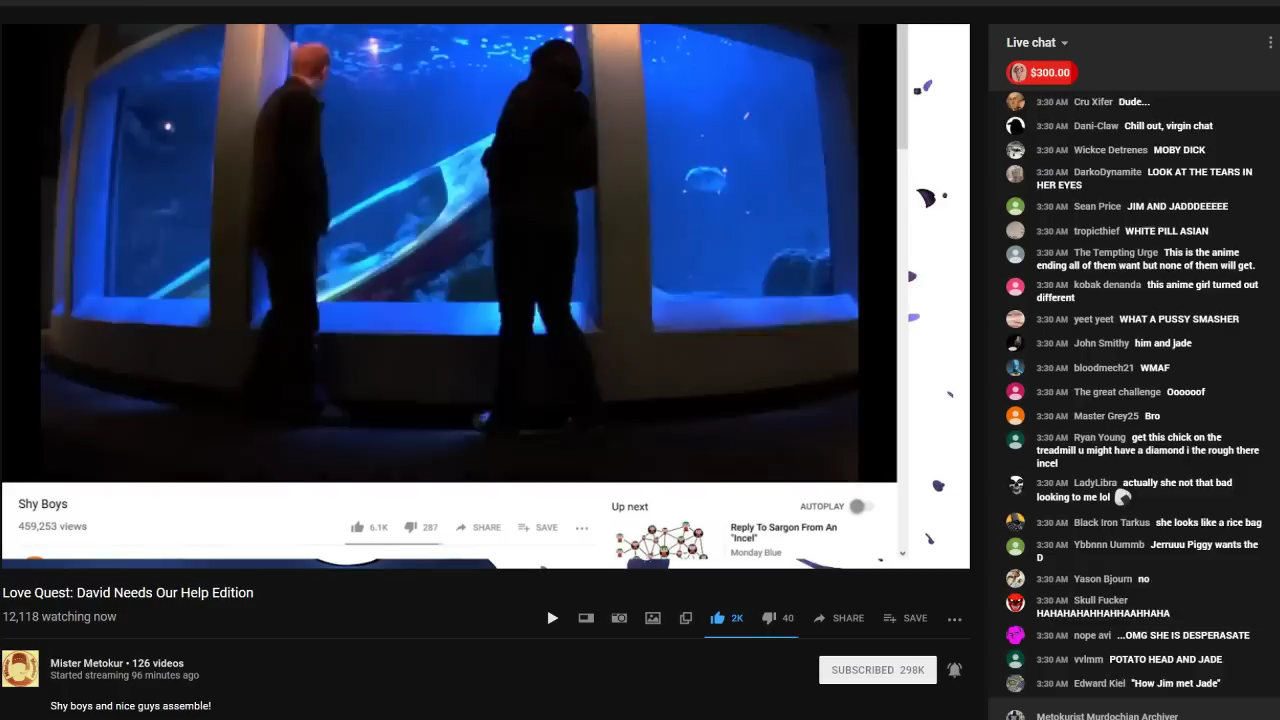 Shy Boys
459,253 views
6.1K
287
SHARE
SAVE
Up next
AUTOPLAY
Reply To Sargon From An
"Incel"
Monday Blue
Love Quest: David Needs Our Help Edition
12,118 watching now
2K
40
SHARE
SAVE
Mister Metokur • 126 videos
Started streaming 96 minutes ago
SUBSCRIBED 298K
Shy boys and nice guys assemble!
Live chat
$300.00
3:30 AM Cru Xifer Dude...
3:30 AM Dani-Claw Chill out, virgin chat
3:30 AM Wickce Detrenes MOBY DICK
3:30 AM DarkoDynamite LOOK AT THE TEARS IN
HER EYES
3:30 AM Sean Price JIM AND JADDDEEEEE
3:30 AM tropicthief WHITE PILL ASIAN
3:30 AM The Tempting Urge This is the anime
ending all of them want but none of them will get.
3:30 AM kobak denanda this anime girl turned out
different
3:30 AM yeet yeet WHAT A PUSSY SMASHER
3:30 AM John Smithy him and jade
3:30 AM bloodmech21 WMAF
3:30 AM The great challenge Oooooof
3:30 AM Master Grey25 Bro
3:30 AM Ryan Young get this chick on the
treadmill u might have a diamond i the rough there
incel
3:30 AM LadyLibra actually she not that bad
looking to me lol
3:30 AM Black Iron Tarkus she looks like a rice bag
3:30 AM Ybbnnn Uummb Jerruuu Piggy wants the
D
3:30 AM Yason Bjourn no
3:30 AM Skull Fucker
HAHAHAHAHHAHHAAHHAHA
3:30 AM nope avi ...OMG SHE IS DESPERASATE
3:30 AM vvlmm POTATO HEAD AND JADE
3:30 AM Edward Kiel "How Jim met Jade"
Metokurist Murdochian Archiver